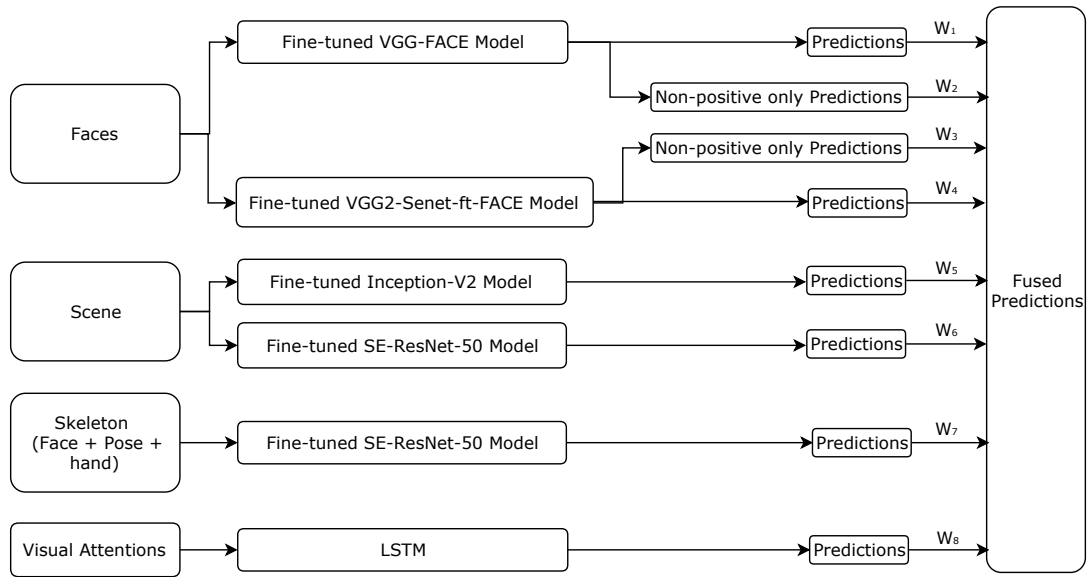 Fine-tuned VGG-FACE Model
Predictions
W₁
Non-positive only Predictions
W₂
Faces
Non-positive only Predictions
W₃
Fine-tuned VGG2-Senet-ft-FACE Model
Predictions
W₄
Scene
Fine-tuned Inception-V2 Model
Predictions
W₅
Fine-tuned SE-ResNet-50 Model
Predictions
W₆
Skeleton
(Face + Pose +
hand)
Fine-tuned SE-ResNet-50 Model
Predictions
W₇
Visual Attentions
LSTM
Predictions
W₈
Fused
Predictions